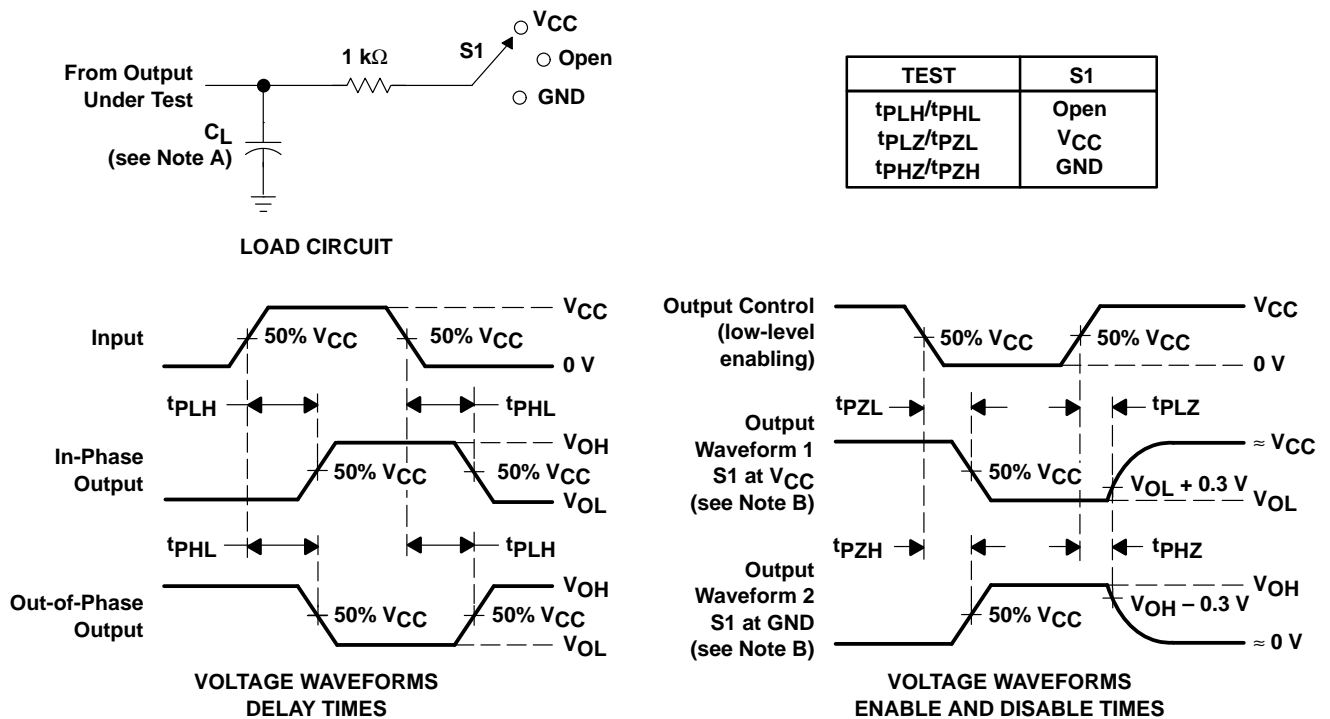 VCC
S1
Open
GND
1 kΩ
From Output
Under Test
CL
(see Note A)
LOAD CIRCUIT
TEST S1
tPLH/tPHL Open
tPLZ/tPZL VCC
tPHZ/tPZH GND
Input
50% VCC
50% VCC
VCC
0 V
tPLH
tPHL
In-Phase
Output
50% VCC
50% VCC
VOH
VOL
tPHL
tPLH
Out-of-Phase
Output
50% VCC
50% VCC
VOH
VOL
VOLTAGE WAVEFORMS
DELAY TIMES
Output Control
(low-level
enabling)
50% VCC
50% VCC
VCC
0 V
tPZL
tPLZ
Output
Waveform 1
S1 at VCC
(see Note B)
50% VCC
VOL + 0.3 V
≈ VCC
VOL
tPZH
tPHZ
Output
Waveform 2
S1 at GND
(see Note B)
50% VCC
VOH − 0.3 V
VOH
≈ 0 V
VOLTAGE WAVEFORMS
ENABLE AND DISABLE TIMES